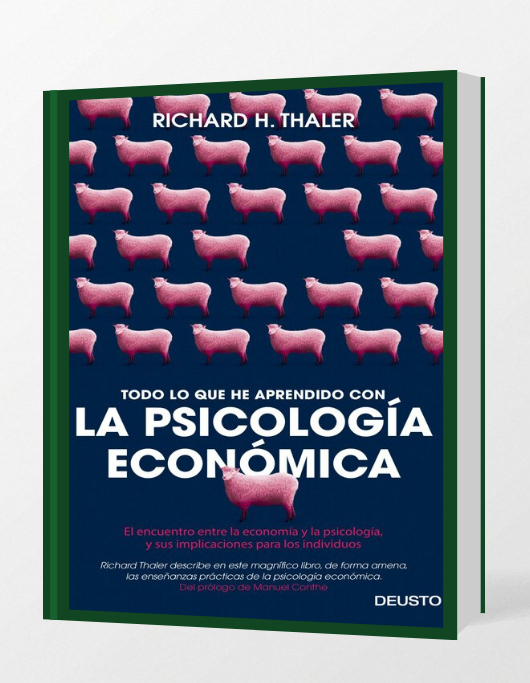 RICHARD H. THALER
TODO LO QUE HE APRENDIDO CON
LA PSICOLOGÍA
ECONÓMICA
El encuentro entre la economía y la psicología,
y sus implicaciones para los individuos
Richard Thaler describe en este magnífico libro, de forma amena,
las enseñanzas prácticas de la psicología económica.
Del prólogo de Manuel Conthe
DEUSTO